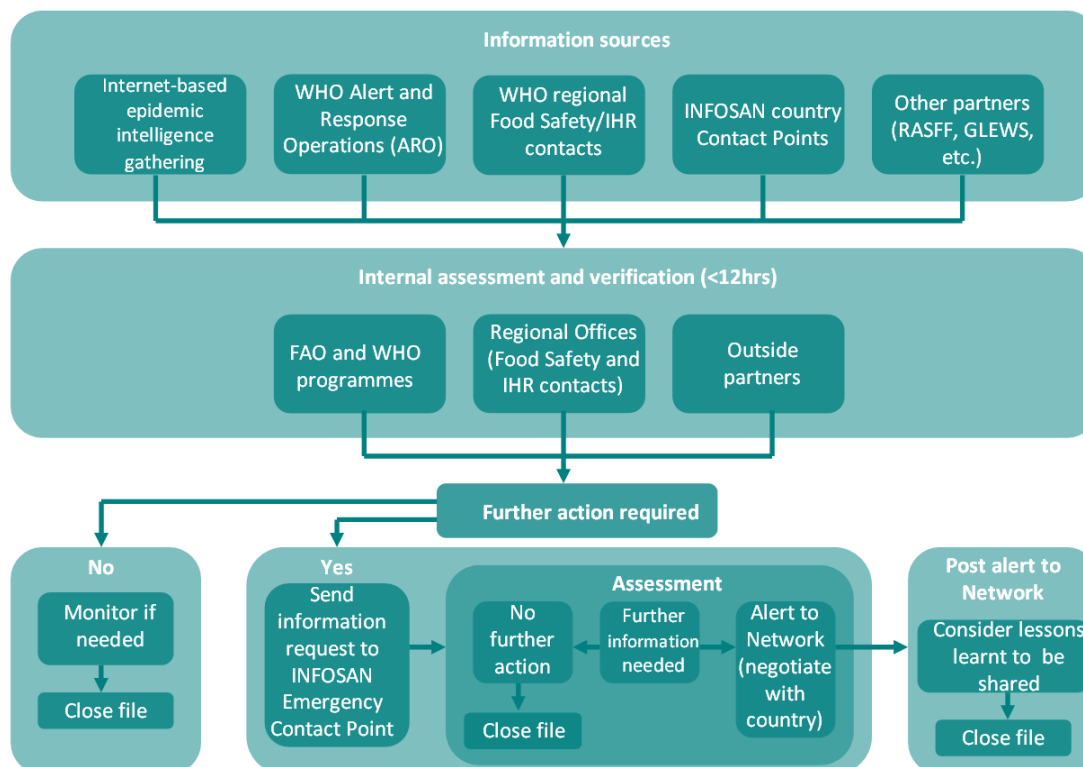 Information sources
Internet-based
epidemic
intelligence
gathering
WHO Alert and
Response
Operations (ARO)
WHO regional
Food Safety/IHR
contacts
INFOSAN country
Contact Points
Other partners
(RASFF, GLEWS,
etc.)
Internal assessment and verification (<12hrs)
FAO and WHO
programmes
Regional Offices
(Food Safety and
IHR contacts)
Outside
partners
Further action required
No
Monitor if
needed
Close file
Yes
Send
information
request to
INFOSAN
Emergency
Contact Point
Assessment
No
further
action
Close file
Further
information
needed
Alert to
Network
(negotiate
with
country)
Post alert to
Network
Consider lessons
learnt to be
shared
Close file